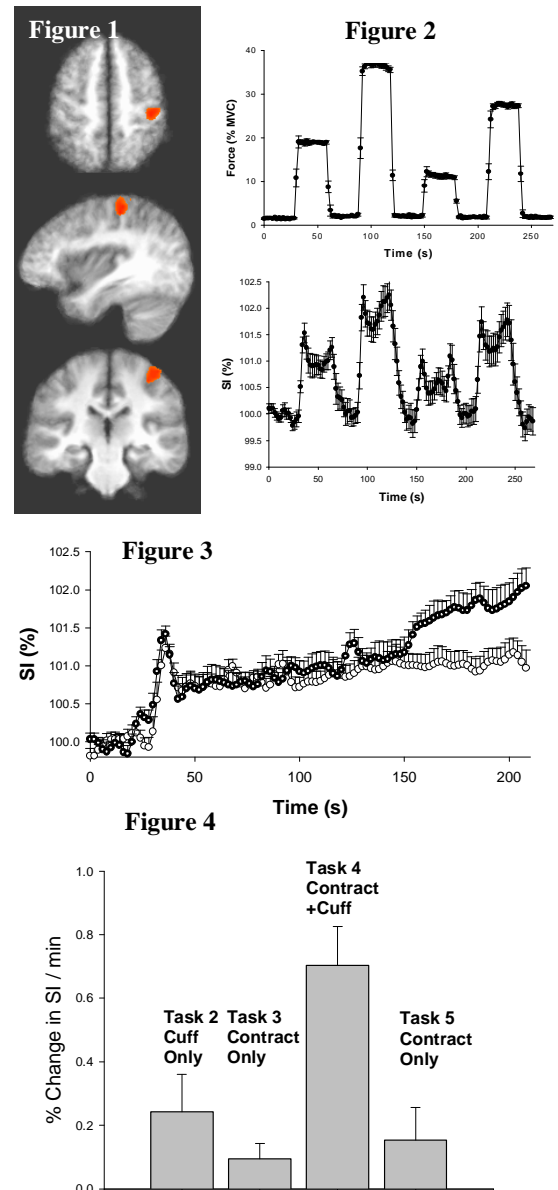 Figure 1
Figure 2
Force (% MVC)
40
30
20
10
0
0 50 100 150 200 250
Time (s)
SI (%)
102.5
102.0
101.5
101.0
100.5
100.0
99.5
99.0
0 50 100 150 200 250
Time (s)
Figure 3
SI (%)
102.5
102.0
101.5
101.0
100.5
100.0
0 50 100 150 200
Time (s)
Figure 4
% Change in SI / min
1.0
0.8
0.6
0.4
0.2
0.0
Task 2
Cuff
Only
Task 3
Contract
Only
Task 4
Contract
+Cuff
Task 5
Contract
Only